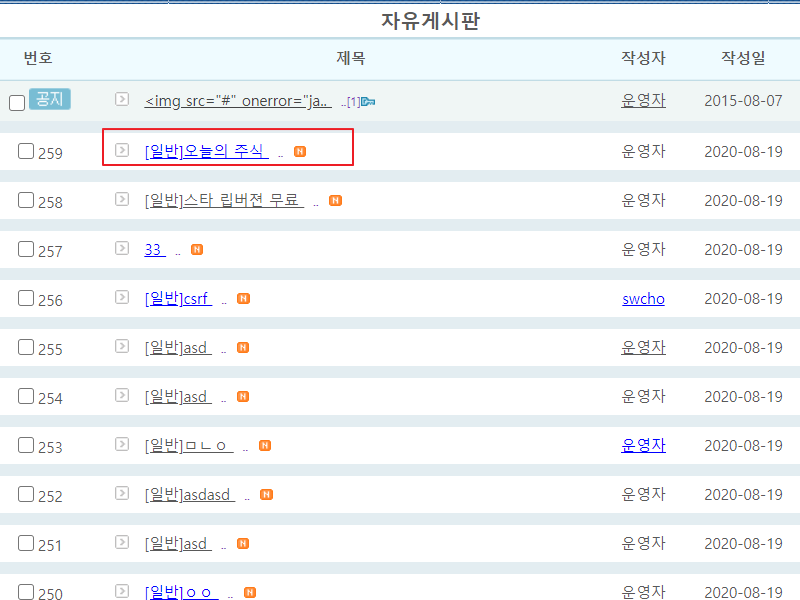 자유게시판
번호 제목 작성자 작성일
공지 <img src="#" onerror="ja.. ..[1] 운영자 2015-08-07
259 [일반]오늘의 주식 .. N 운영자 2020-08-19
258 [일반]스타 립버젼 무료 .. N 운영자 2020-08-19
257 33 .. N 운영자 2020-08-19
256 [일반]csrf .. N swcho 2020-08-19
255 [일반]asd .. N 운영자 2020-08-19
254 [일반]asd .. N 운영자 2020-08-19
253 [일반]ㅁㄴㅇ .. N 운영자 2020-08-19
252 [일반]asdasd .. N 운영자 2020-08-19
251 [일반]asd .. N 운영자 2020-08-19
250 [일반]ㅇㅇ .. N 운영자 2020-08-19